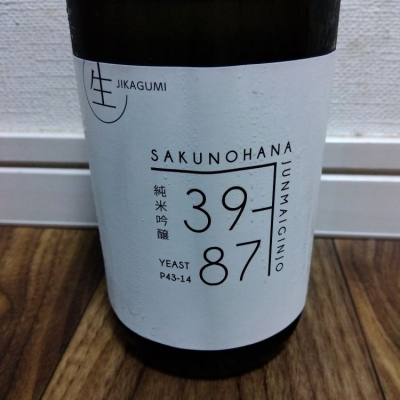 生 JIKAGUMI
SAKUNOHANA
JUNMAIGINJO
純米吟醸
39-
87
YEAST
P43-14